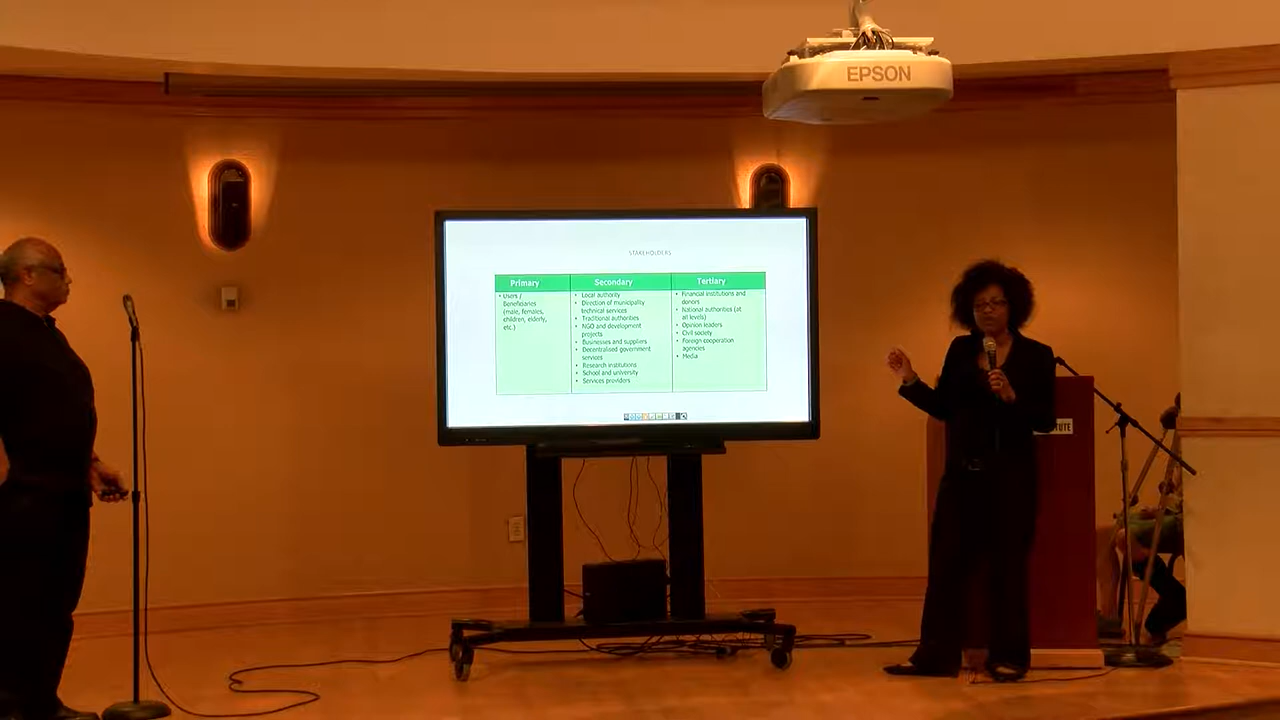 EPSON
STAKEHOLDERS
Primary
Secondary
Tertiary
• Users /
Beneficiaries
(male, females,
children, elderly,
etc.)
• Local authority
• Direction of municipality
technical services
• Traditional authorities
• NGO and development
projects
• Businesses and suppliers
• Decentralised government
services
• Research institutions
• School and university
• Services providers
• Financial institutions and
donors
• National authorities (at
all levels)
• Opinion leaders
• Civil society
• Foreign cooperation
agencies
• Media
TUTE